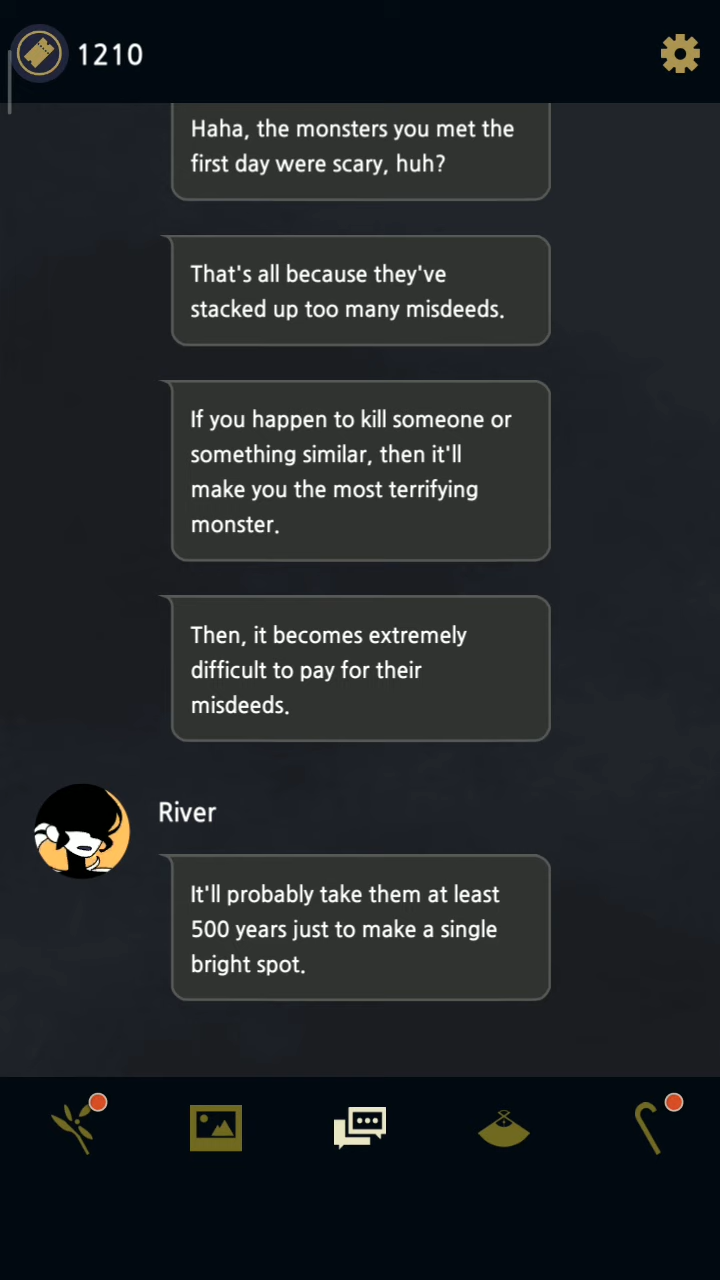 1210
Haha, the monsters you met the
first day were scary, huh?
That's all because they've
stacked up too many misdeeds.
If you happen to kill someone or
something similar, then it'll
make you the most terrifying
monster.
Then, it becomes extremely
difficult to pay for their
misdeeds.
River
It'll probably take them at least
500 years just to make a single
bright spot.